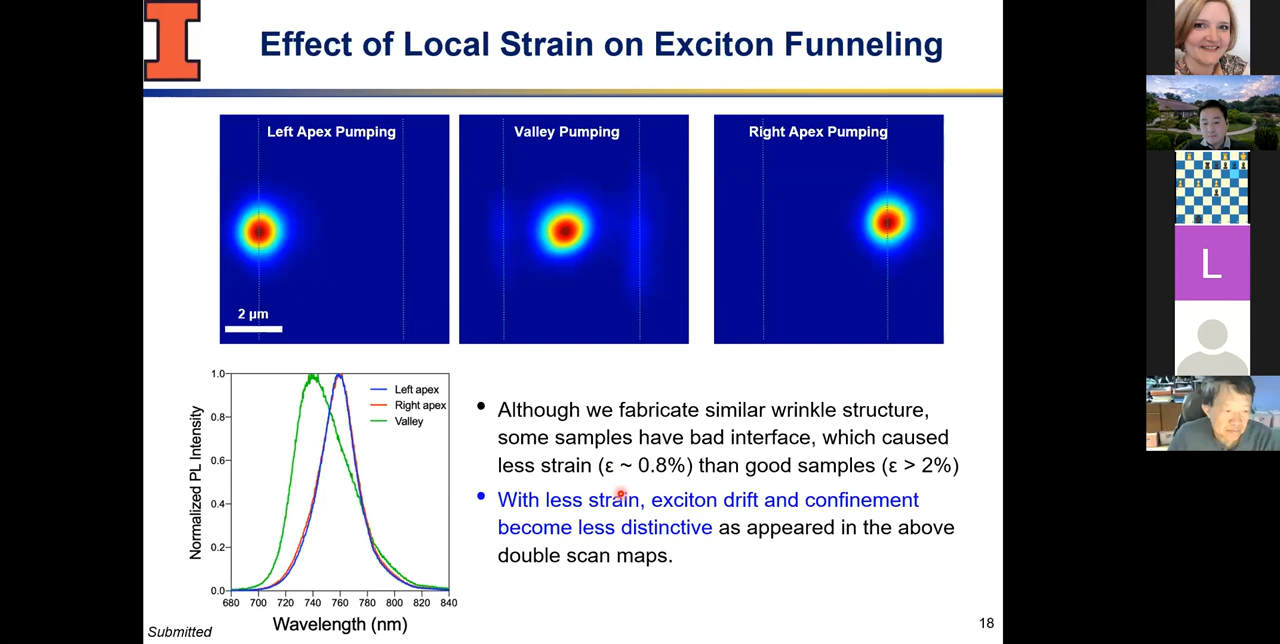 Effect of Local Strain on Exciton Funneling
Left Apex Pumping
Valley Pumping
Right Apex Pumping
2 µm
1.0
0.8
0.6
0.4
0.2
0.0
Normalized PL Intensity
Left apex
Right apex
Valley
680 700 720 740 760 780 800 820 840
Wavelength (nm)
• Although we fabricate similar wrinkle structure,
some samples have bad interface, which caused
less strain (ε ~ 0.8%) than good samples (ε > 2%)
• With less strain, exciton drift and confinement
become less distinctive as appeared in the above
double scan maps.
Submitted
18
L